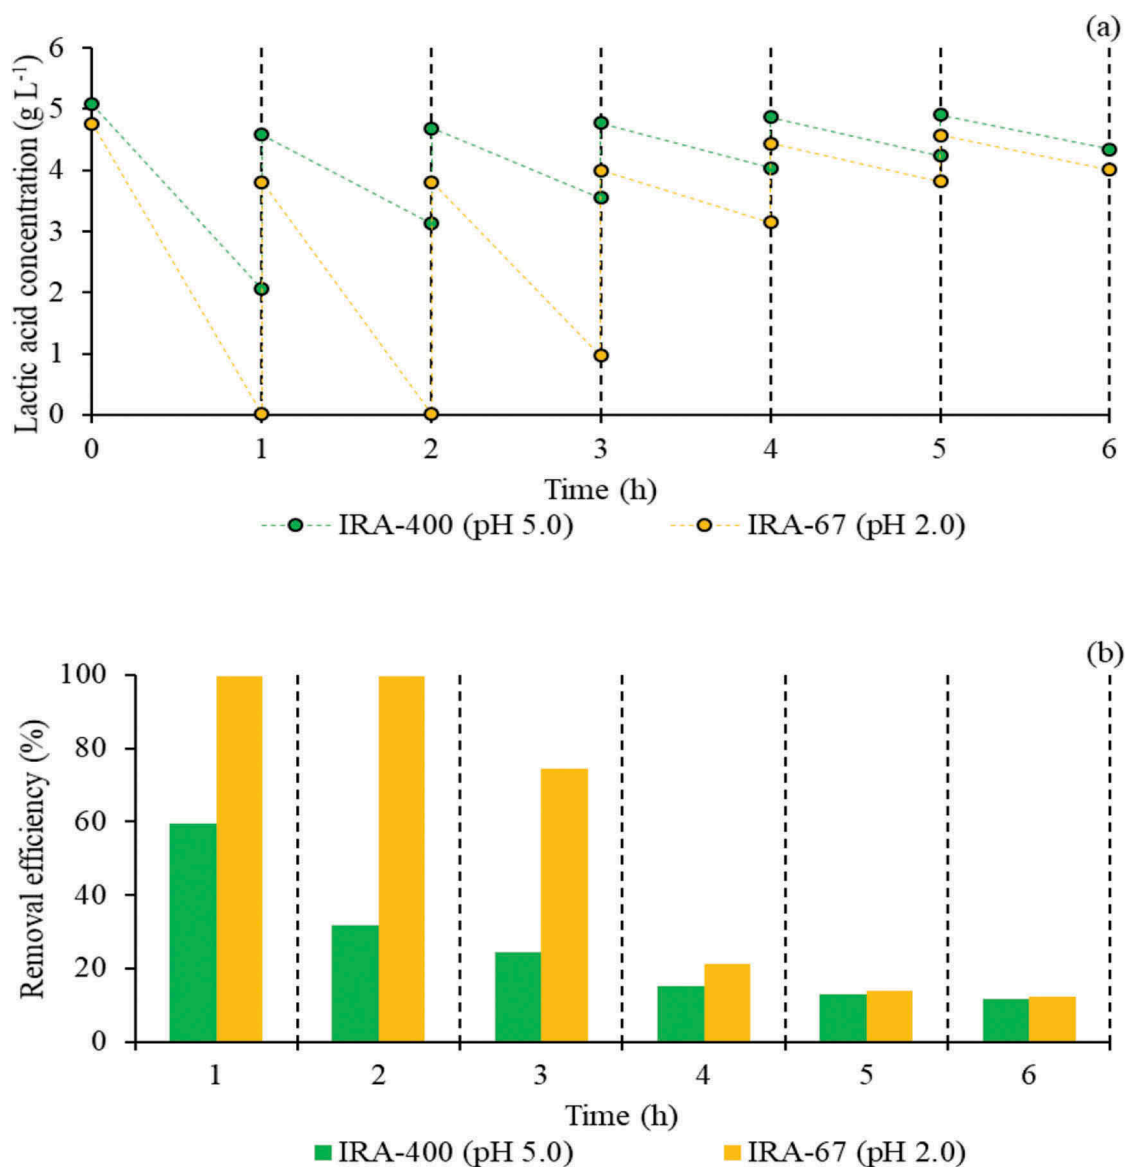 (a)
Lactic acid concentration (g L⁻¹)
6
5
4
3
2
1
0
0 1 2 3 4 5 6
Time (h)
IRA-400 (pH 5.0) IRA-67 (pH 2.0)
(b)
Removal efficiency (%)
100
80
60
40
20
0
1 2 3 4 5 6
Time (h)
IRA-400 (pH 5.0) IRA-67 (pH 2.0)